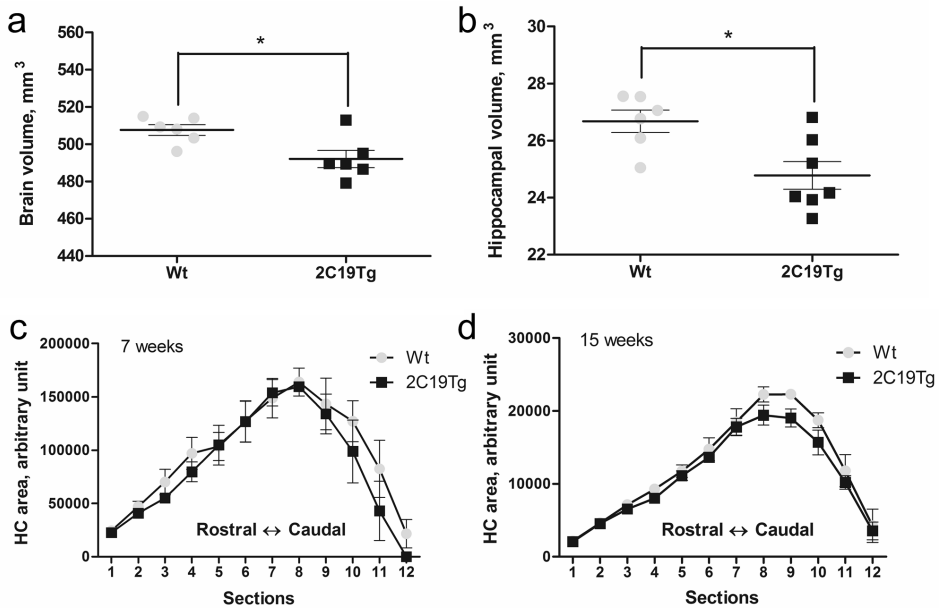 a
Brain volume, mm³
560
540
520
500
480
460
440
*
Wt
2C19Tg
b
Hippocampal volume, mm³
30
28
26
24
22
*
Wt
2C19Tg
c
HC area, arbitrary unit
200000
150000
100000
50000
0
7 weeks
Wt
2C19Tg
Rostral ↔ Caudal
1 2 3 4 5 6 7 8 9 10 11 12
Sections
d
HC area, arbitrary unit
30000
20000
10000
0
15 weeks
Wt
2C19Tg
Rostral ↔ Caudal
1 2 3 4 5 6 7 8 9 10 11 12
Sections